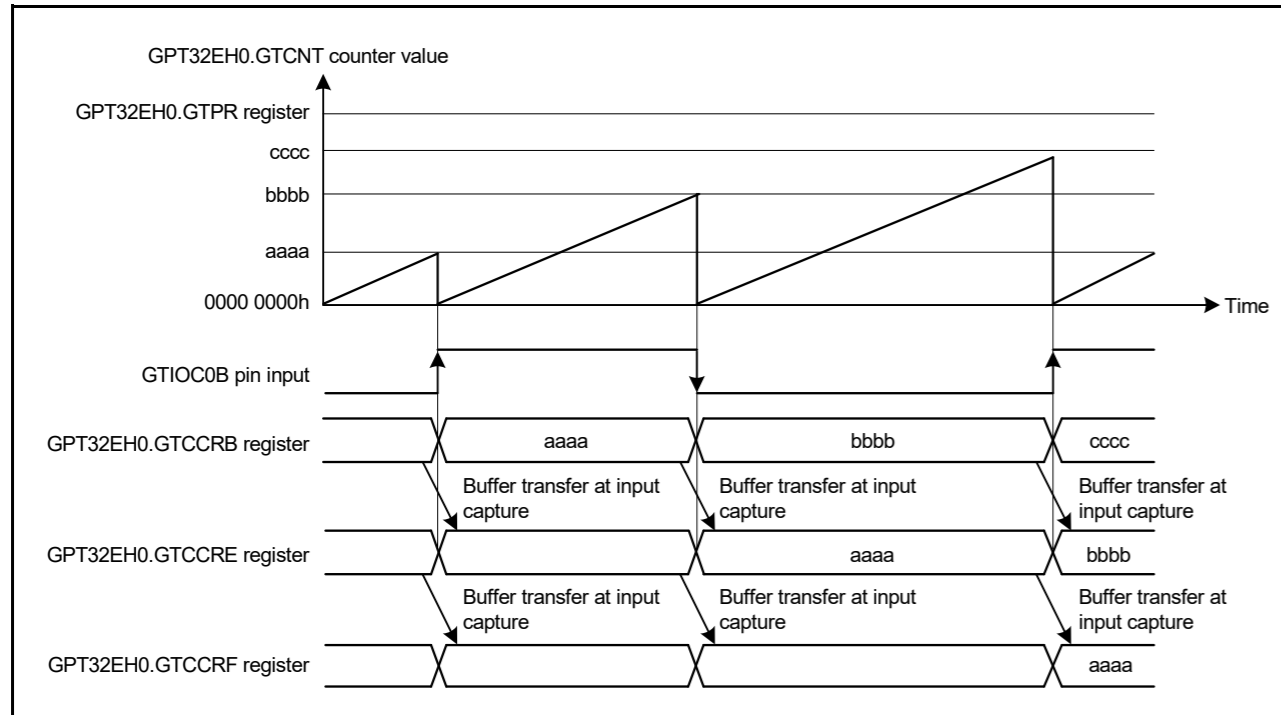 GPT32EH0.GTCNT counter value
GPT32EH0.GTPR register
cccc
bbbb
aaaa
0000 0000h
Time
GTIOC0B pin input
GPT32EH0.GTCCRB register
aaaa
bbbb
cccc
Buffer transfer at input
capture
Buffer transfer at input
capture
Buffer transfer at
input capture
GPT32EH0.GTCCRE register
aaaa
bbbb
Buffer transfer at input
capture
Buffer transfer at input
capture
Buffer transfer at
input capture
GPT32EH0.GTCCRF register
aaaa